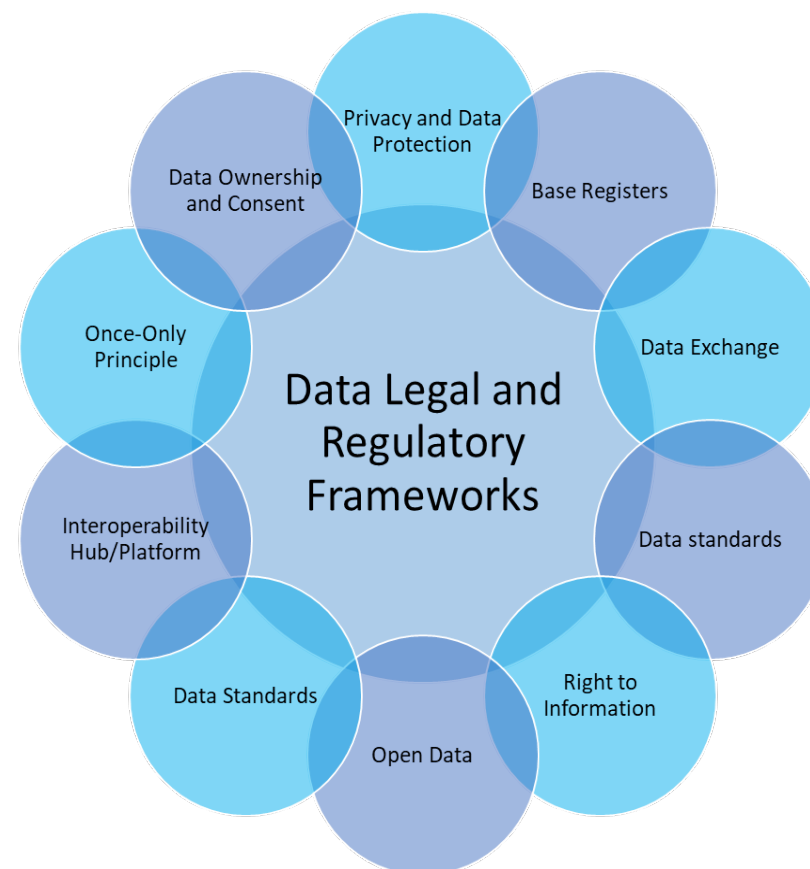 Privacy and Data
Protection
Base Registers
Data Exchange
Data standards
Right to
Information
Open Data
Data Standards
Interoperability
Hub/Platform
Once-Only
Principle
Data Ownership
and Consent
Data Legal and
Regulatory
Frameworks